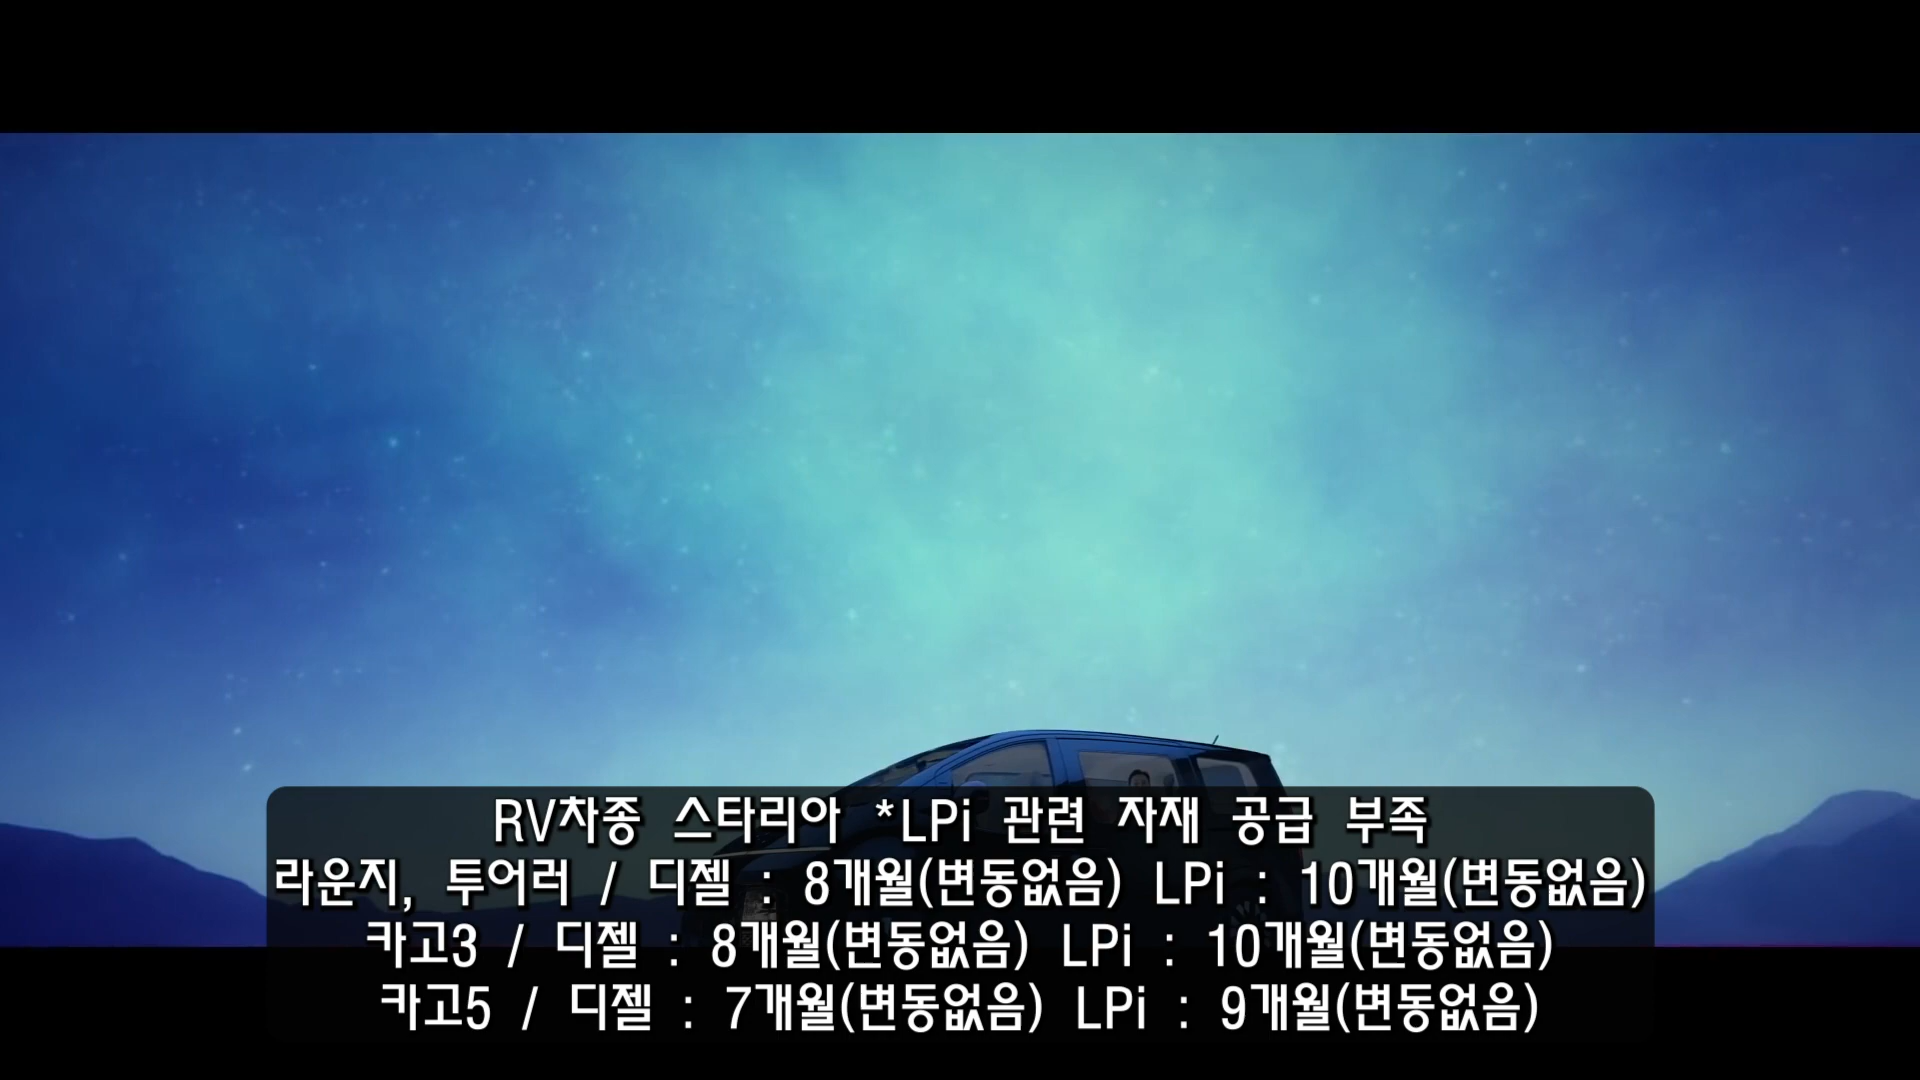 RV차종 스타리아 *LPi 관련 자재 공급 부족
라운지, 투어러 / 디젤 : 8개월(변동없음) LPi : 10개월(변동없음)
카고3 / 디젤 : 8개월(변동없음) LPi : 10개월(변동없음)
카고5 / 디젤 : 7개월(변동없음) LPi : 9개월(변동없음)